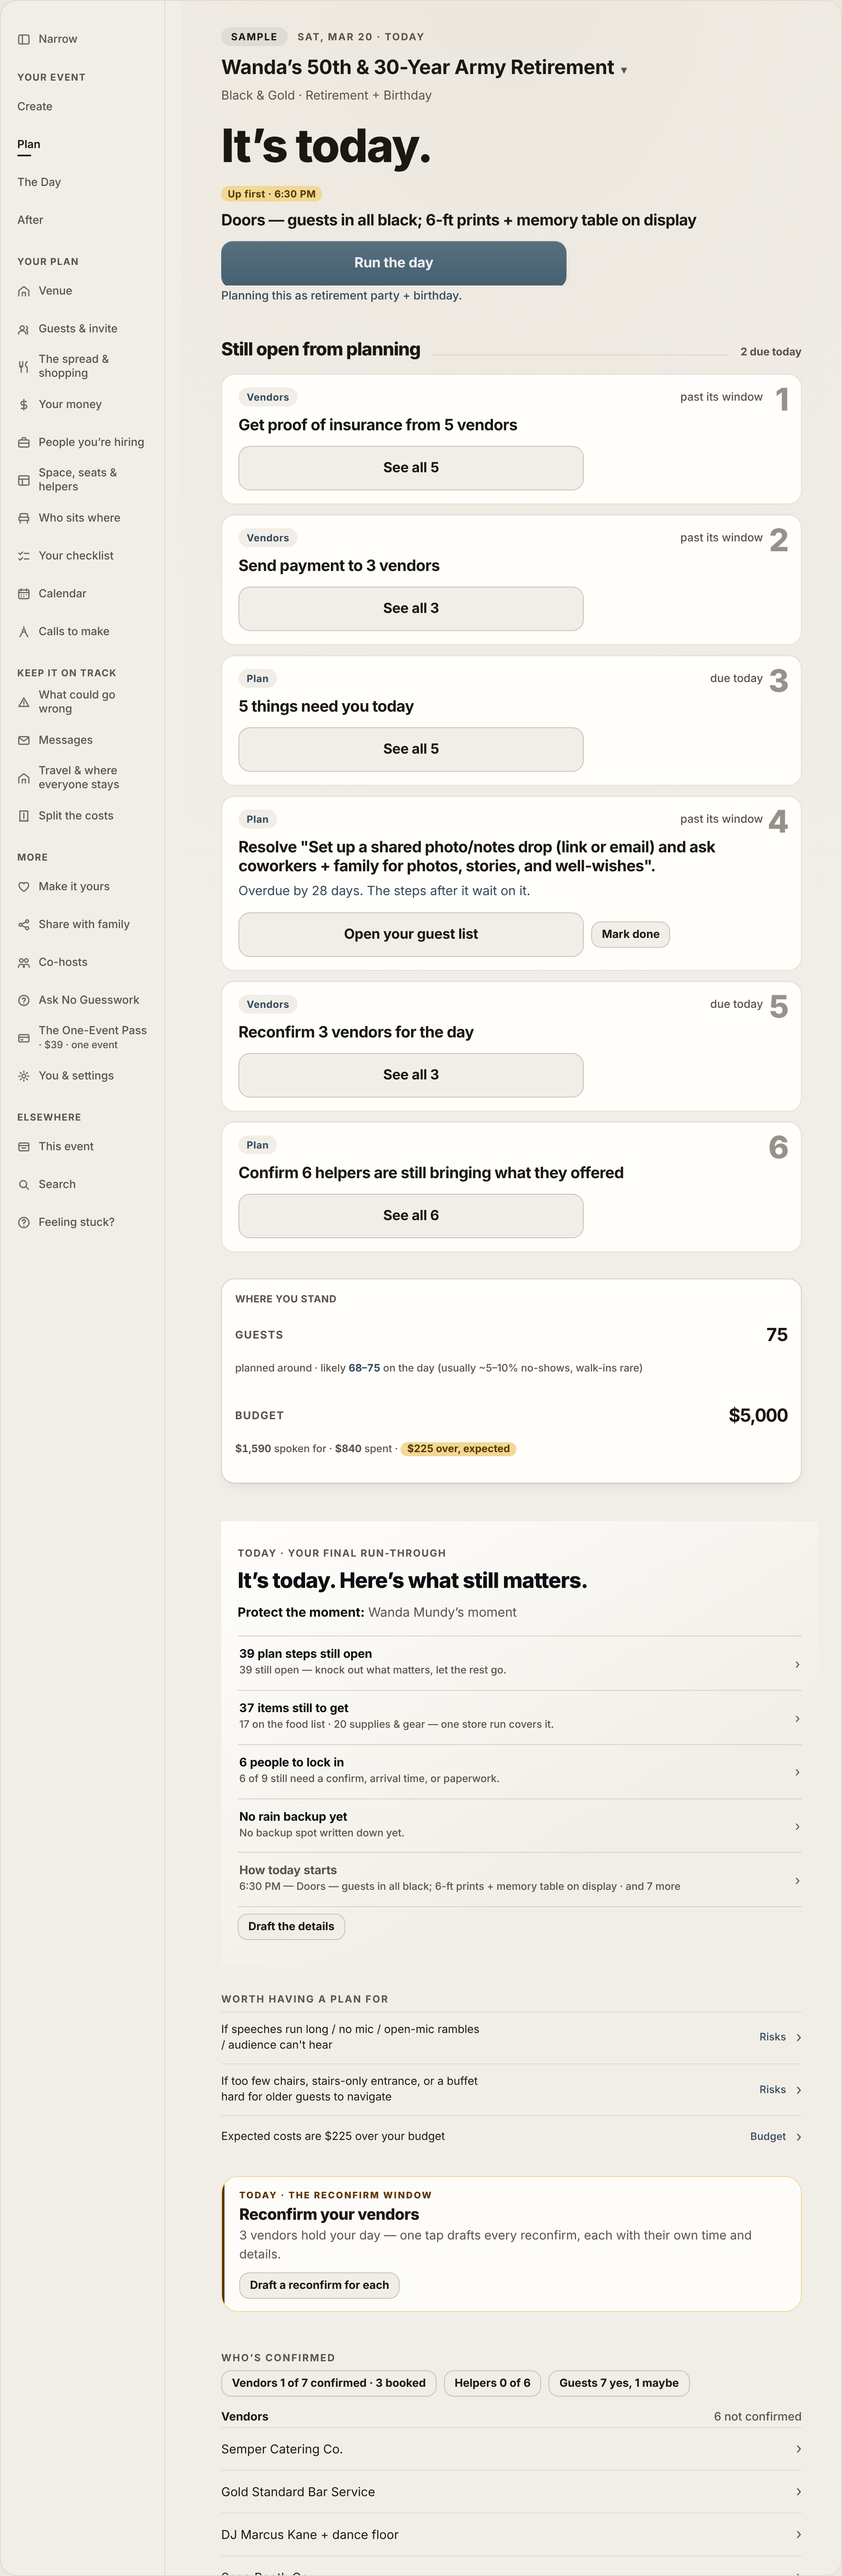 Narrow
YOUR EVENT
Create
Plan
The Day
After
YOUR PLAN
Venue
Guests & invite
The spread &
shopping
Your money
People you’re hiring
Space, seats &
helpers
Who sits where
Your checklist
Calendar
Calls to make
KEEP IT ON TRACK
What could go
wrong
Messages
Travel & where
everyone stays
Split the costs
MORE
Make it yours
Share with family
Co-hosts
Ask No Guesswork
The One-Event Pass
· $39 · one event
You & settings
ELSEWHERE
This event
Search
Feeling stuck?
SAMPLE SAT, MAR 20 · TODAY
Wanda’s 50th & 30-Year Army Retirement ▾
Black & Gold · Retirement + Birthday
It’s today.
Up first · 6:30 PM
Doors — guests in all black; 6-ft prints + memory table on display
Run the day
Planning this as retirement party + birthday.
Still open from planning 2 due today
Vendors past its window 1
Get proof of insurance from 5 vendors
See all 5
Vendors past its window 2
Send payment to 3 vendors
See all 3
Plan due today 3
5 things need you today
See all 5
Plan past its window 4
Resolve "Set up a shared photo/notes drop (link or email) and ask
coworkers + family for photos, stories, and well-wishes".
Overdue by 28 days. The steps after it wait on it.
Open your guest list Mark done
Vendors due today 5
Reconfirm 3 vendors for the day
See all 3
Plan 6
Confirm 6 helpers are still bringing what they offered
See all 6
WHERE YOU STAND
GUESTS 75
planned around · likely 68–75 on the day (usually ~5–10% no-shows, walk-ins rare)
BUDGET $5,000
$1,590 spoken for · $840 spent · $225 over, expected
TODAY · YOUR FINAL RUN-THROUGH
It’s today. Here’s what still matters.
Protect the moment: Wanda Mundy’s moment
39 plan steps still open
39 still open — knock out what matters, let the rest go.
37 items still to get
17 on the food list · 20 supplies & gear — one store run covers it.
6 people to lock in
6 of 9 still need a confirm, arrival time, or paperwork.
No rain backup yet
No backup spot written down yet.
How today starts
6:30 PM — Doors — guests in all black; 6-ft prints + memory table on display · and 7 more
Draft the details
WORTH HAVING A PLAN FOR
If speeches run long / no mic / open-mic rambles
/ audience can't hear
Risks
If too few chairs, stairs-only entrance, or a buffet
hard for older guests to navigate
Risks
Expected costs are $225 over your budget Budget
TODAY · THE RECONFIRM WINDOW
Reconfirm your vendors
3 vendors hold your day — one tap drafts every reconfirm, each with their own time and
details.
Draft a reconfirm for each
WHO’S CONFIRMED
Vendors 1 of 7 confirmed · 3 booked Helpers 0 of 6 Guests 7 yes, 1 maybe
Vendors 6 not confirmed
Semper Catering Co.
Gold Standard Bar Service
DJ Marcus Kane + dance floor